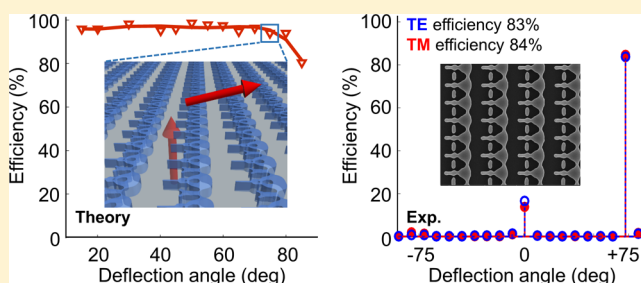 100
80
60
40
20
0
Efficiency (%)
Theory
20 40 60 80
Deflection angle (deg)
TE efficiency 83%
TM efficiency 84%
100
80
60
40
20
0
Efficiency (%)
Exp.
-75 0 +75
Deflection angle (deg)